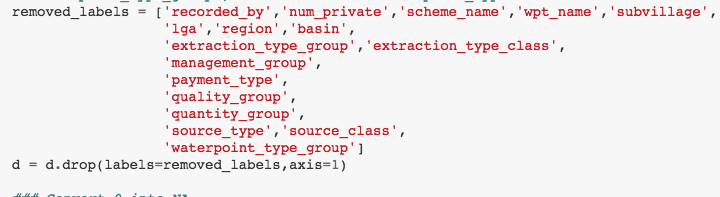 removed_labels = ['recorded_by','num_private','scheme_name','wpt_name','subvillage',
'lga','region','basin',
'extraction_type_group','extraction_type_class',
'management_group',
'payment_type',
'quality_group',
'quantity_group',
'source_type','source_class',
'waterpoint_type_group']
d = d.drop(labels=removed_labels,axis=1)